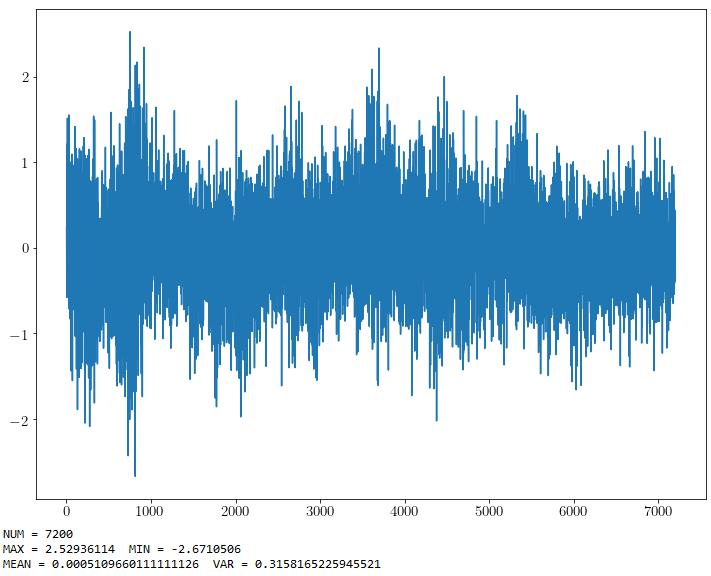 2
1
0
−1
−2
0 1000 2000 3000 4000 5000 6000 7000
NUM = 7200
MAX = 2.52936114 MIN = -2.6710506
MEAN = 0.0005109660111111126 VAR = 0.3158165225945521